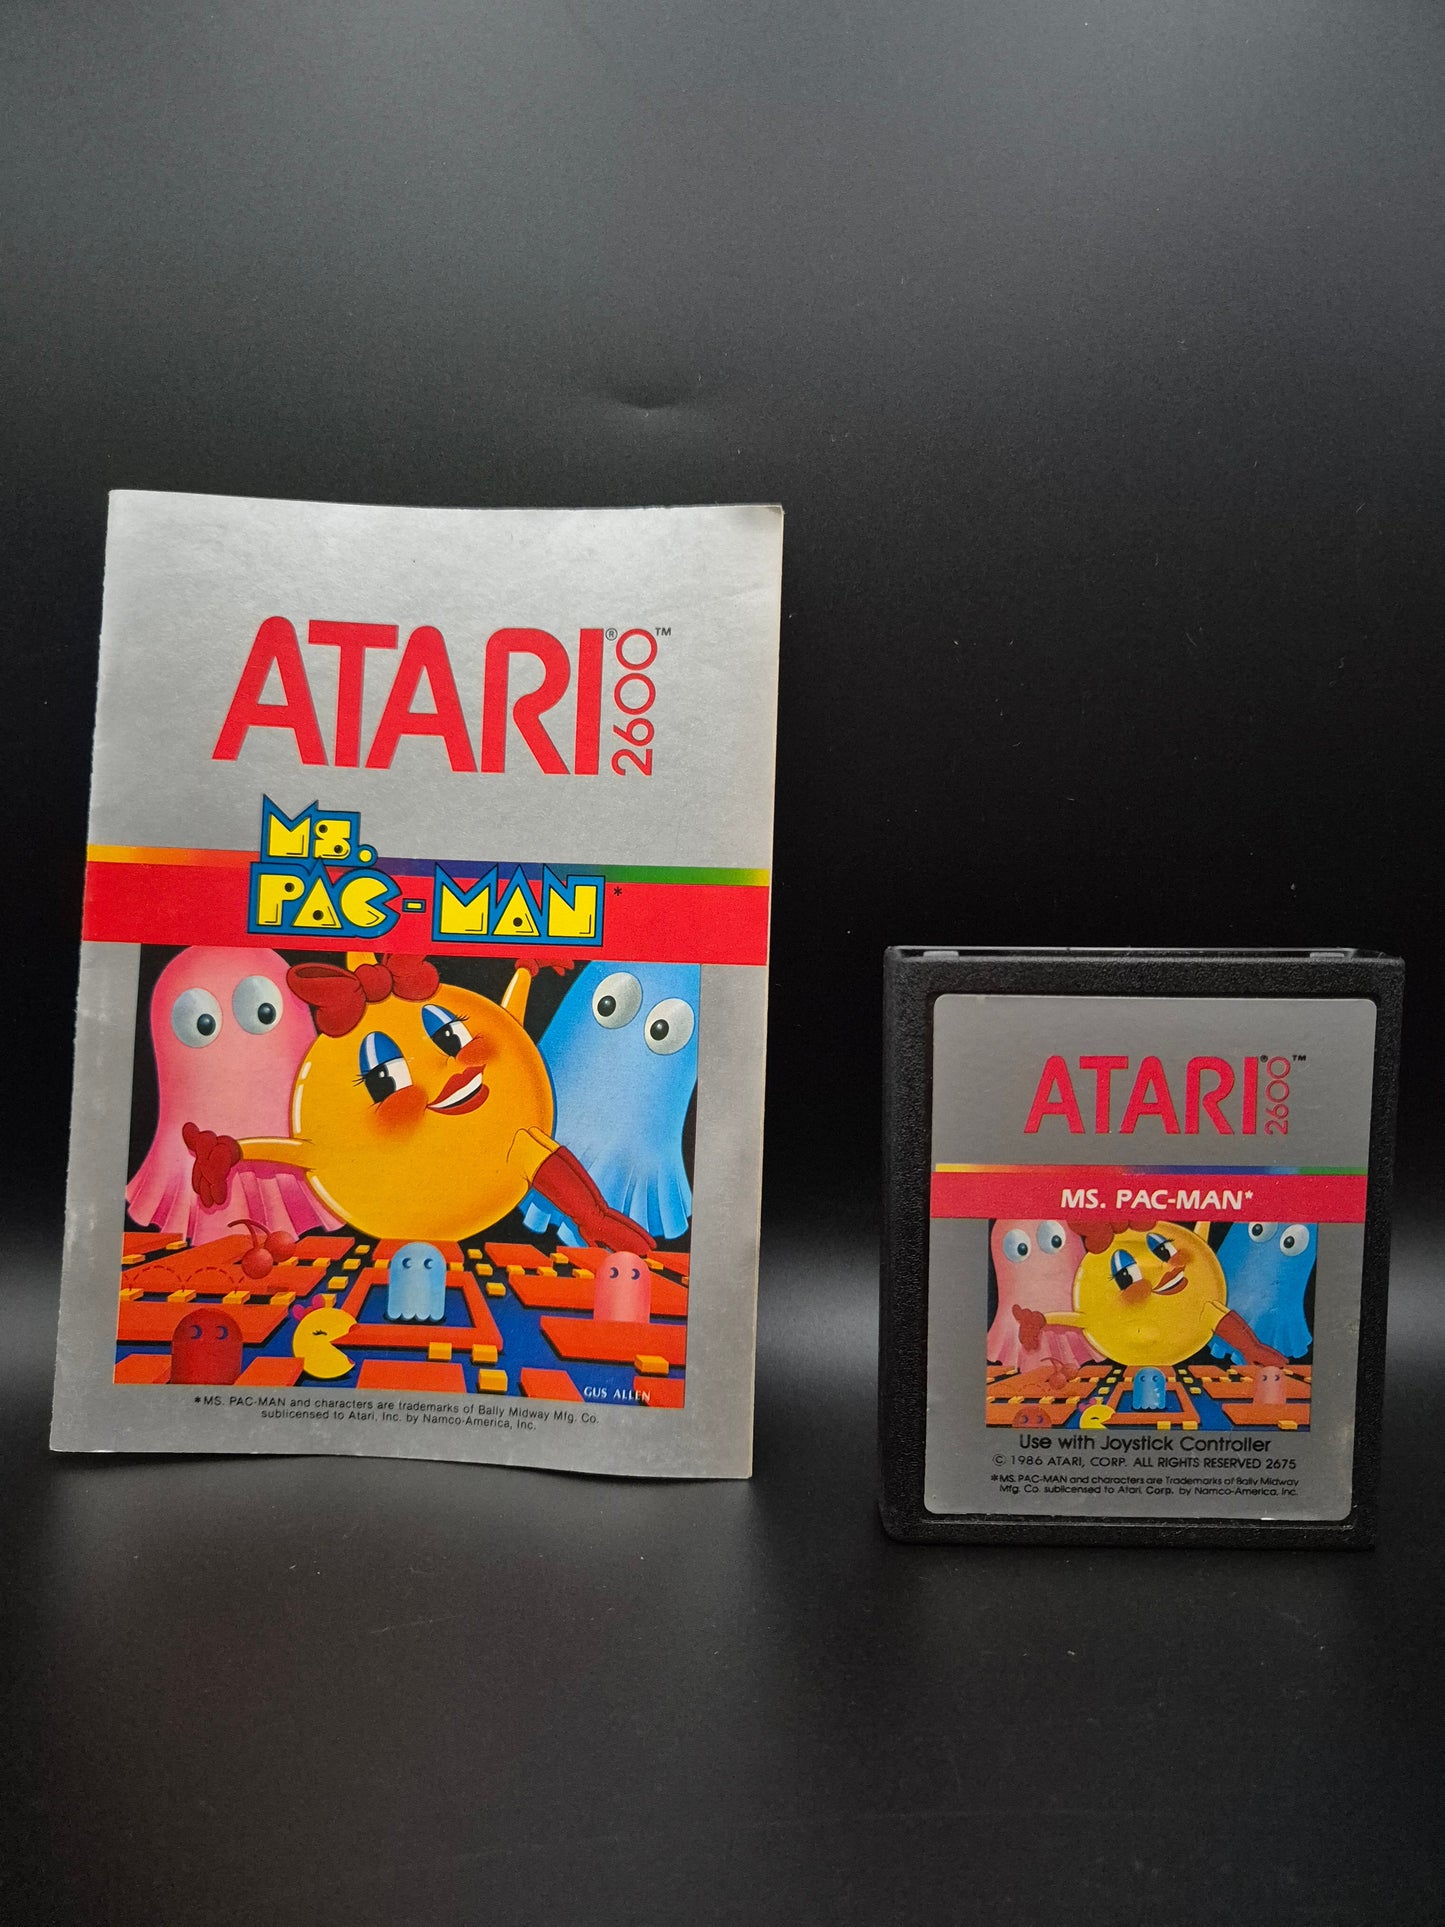 ATARI® 2600™
Ms.
PAC-MAN*
GUS ALLEN
*MS. PAC-MAN and characters are trademarks of Bally Midway Mfg. Co.
sublicensed to Atari, Inc. by Namco-America, Inc.
ATARI® 2600™
MS. PAC-MAN*
Use with Joystick Controller
© 1986 ATARI, CORP. ALL RIGHTS RESERVED 2675
*MS. PAC-MAN and characters are Trademarks of Bally Midway
Mfg. Co. sublicensed to Atari, Corp. by Namco-America, Inc.